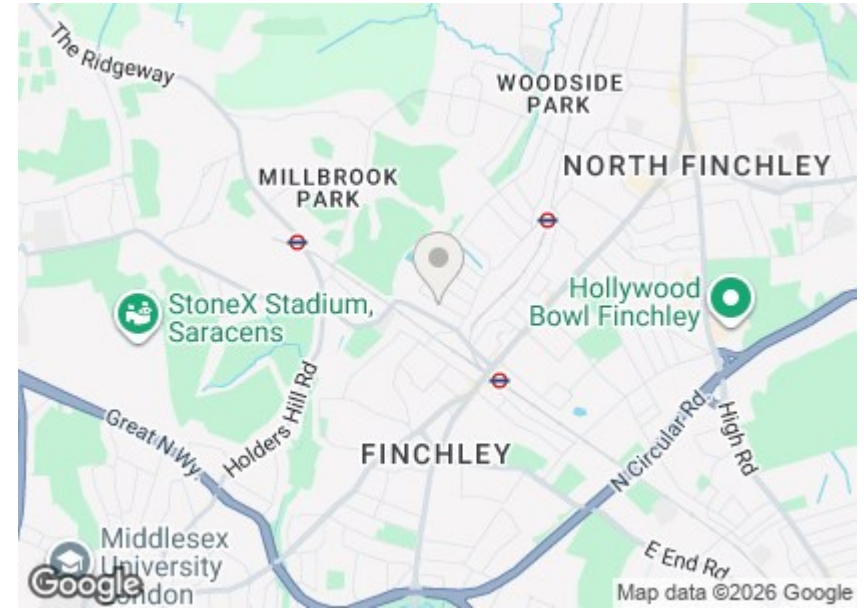 The Ridgeway
WOODSIDE
PARK
NORTH FINCHLEY
MILLBROOK
PARK
StoneX Stadium,
Saracens
Hollywood
Bowl Finchley
Holders Hill Rd
Great N Wy
FINCHLEY
N Circular Rd
High Rd
E End Rd
Middlesex
University
London
Google
Map data ©2026 Google